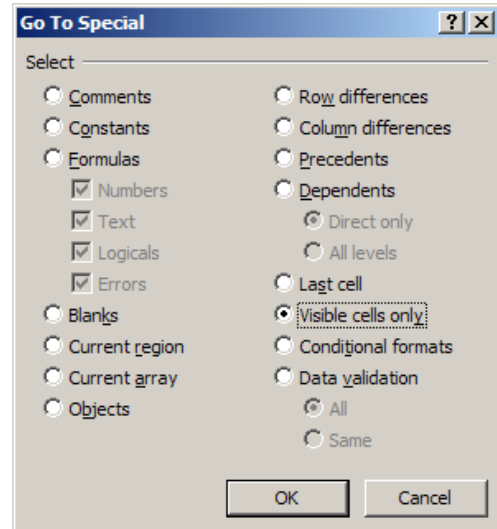 Go To Special
Select
Comments
Constants
Formulas
Numbers
Text
Logicals
Errors
Blanks
Current region
Current array
Objects
Row differences
Column differences
Precedents
Dependents
Direct only
All levels
Last cell
Visible cells only
Conditional formats
Data validation
All
Same
OK
Cancel